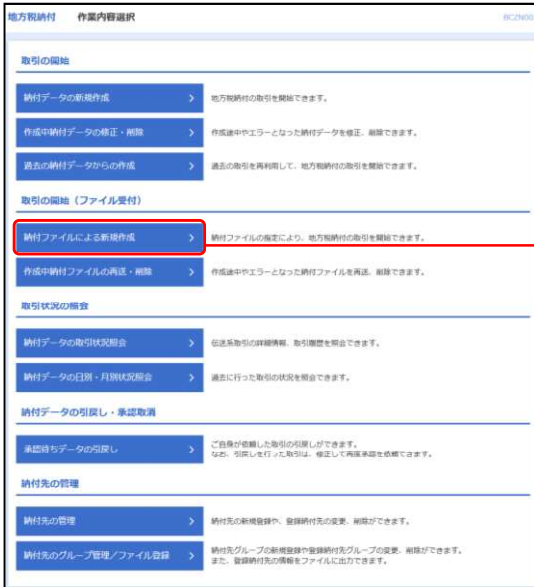 地方税納付 作業内容選択 BCZN00
取引の開始
納付データの新規作成 > 地方税納付の取引を開始できます。
作成中納付データの修正・削除 > 作成途中やエラーとなった納付データを修正、削除できます。
過去の納付データからの作成 > 過去の取引を再利用して、地方税納付の取引を開始できます。
取引の開始（ファイル受付）
納付ファイルによる新規作成 > 納付ファイルの指定により、地方税納付の取引を開始できます。
作成中納付ファイルの再送・削除 > 作成途中やエラーとなった納付ファイルを再送、削除できます。
取引状況の照会
納付データの取引状況照会 > 伝送系取引の詳細情報、取引履歴を照会できます。
納付データの日別・月別状況照会 > 過去に行った取引の状況を照会できます。
納付データの引戻し・承認取消
承認待ちデータの引戻し > ご自身が依頼した取引の引戻しができます。
なお、引戻しを行った取引は、修正して再度承認を依頼できます。
納付先の管理
納付先の管理 > 納付先の新規登録や、登録納付先の変更、削除ができます。
納付先のグループ管理／ファイル登録 > 納付先グループの新規登録や登録納付先グループの変更、削除ができます。
また、登録納付先の情報をファイルに出力できます。